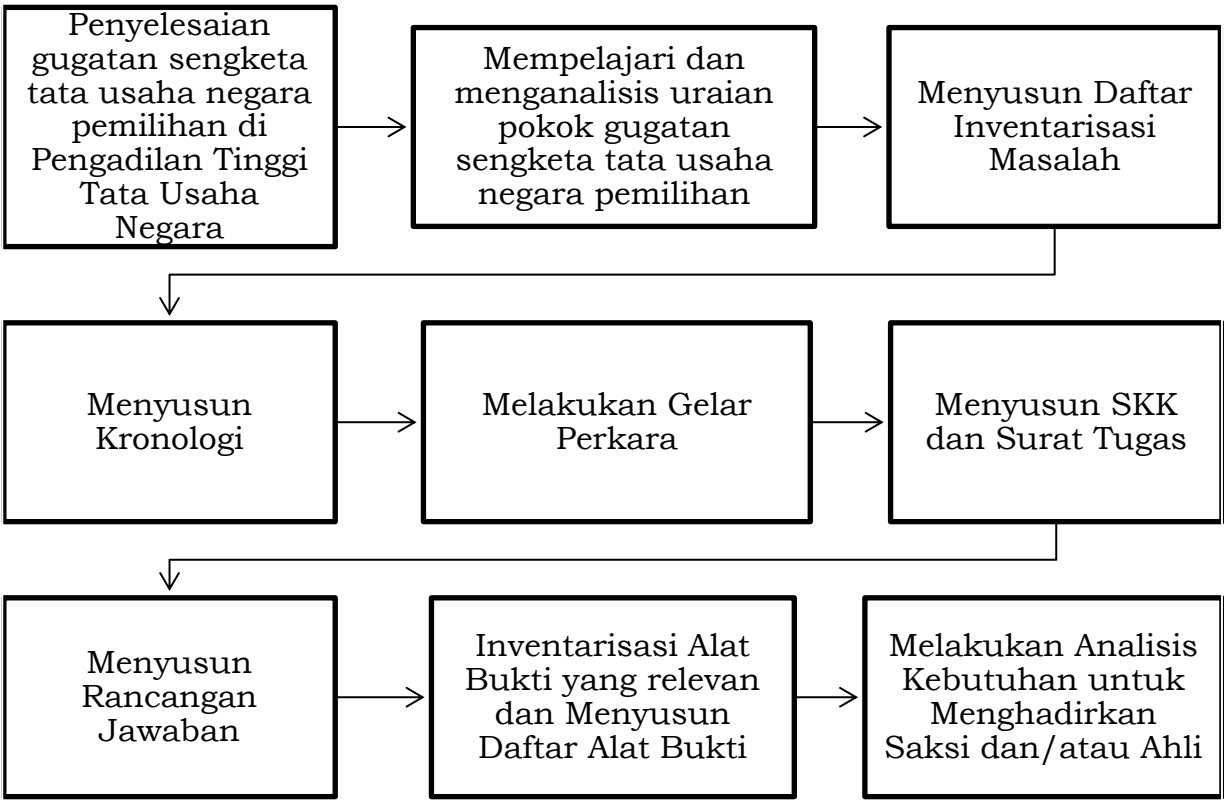 Penyelesaian
gugatan sengketa
tata usaha negara
pemilihan di
Pengadilan Tinggi
Tata Usaha
Negara
Mempelajari dan
menganalisis uraian
pokok gugatan
sengketa tata usaha
negara pemilihan
Menyusun Daftar
Inventarisasi
Masalah
Menyusun
Kronologi
Melakukan Gelar
Perkara
Menyusun SKK
dan Surat Tugas
Menyusun
Rancangan
Jawaban
Inventarisasi Alat
Bukti yang relevan
dan Menyusun
Daftar Alat Bukti
Melakukan Analisis
Kebutuhan untuk
Menghadirkan
Saksi dan/atau Ahli